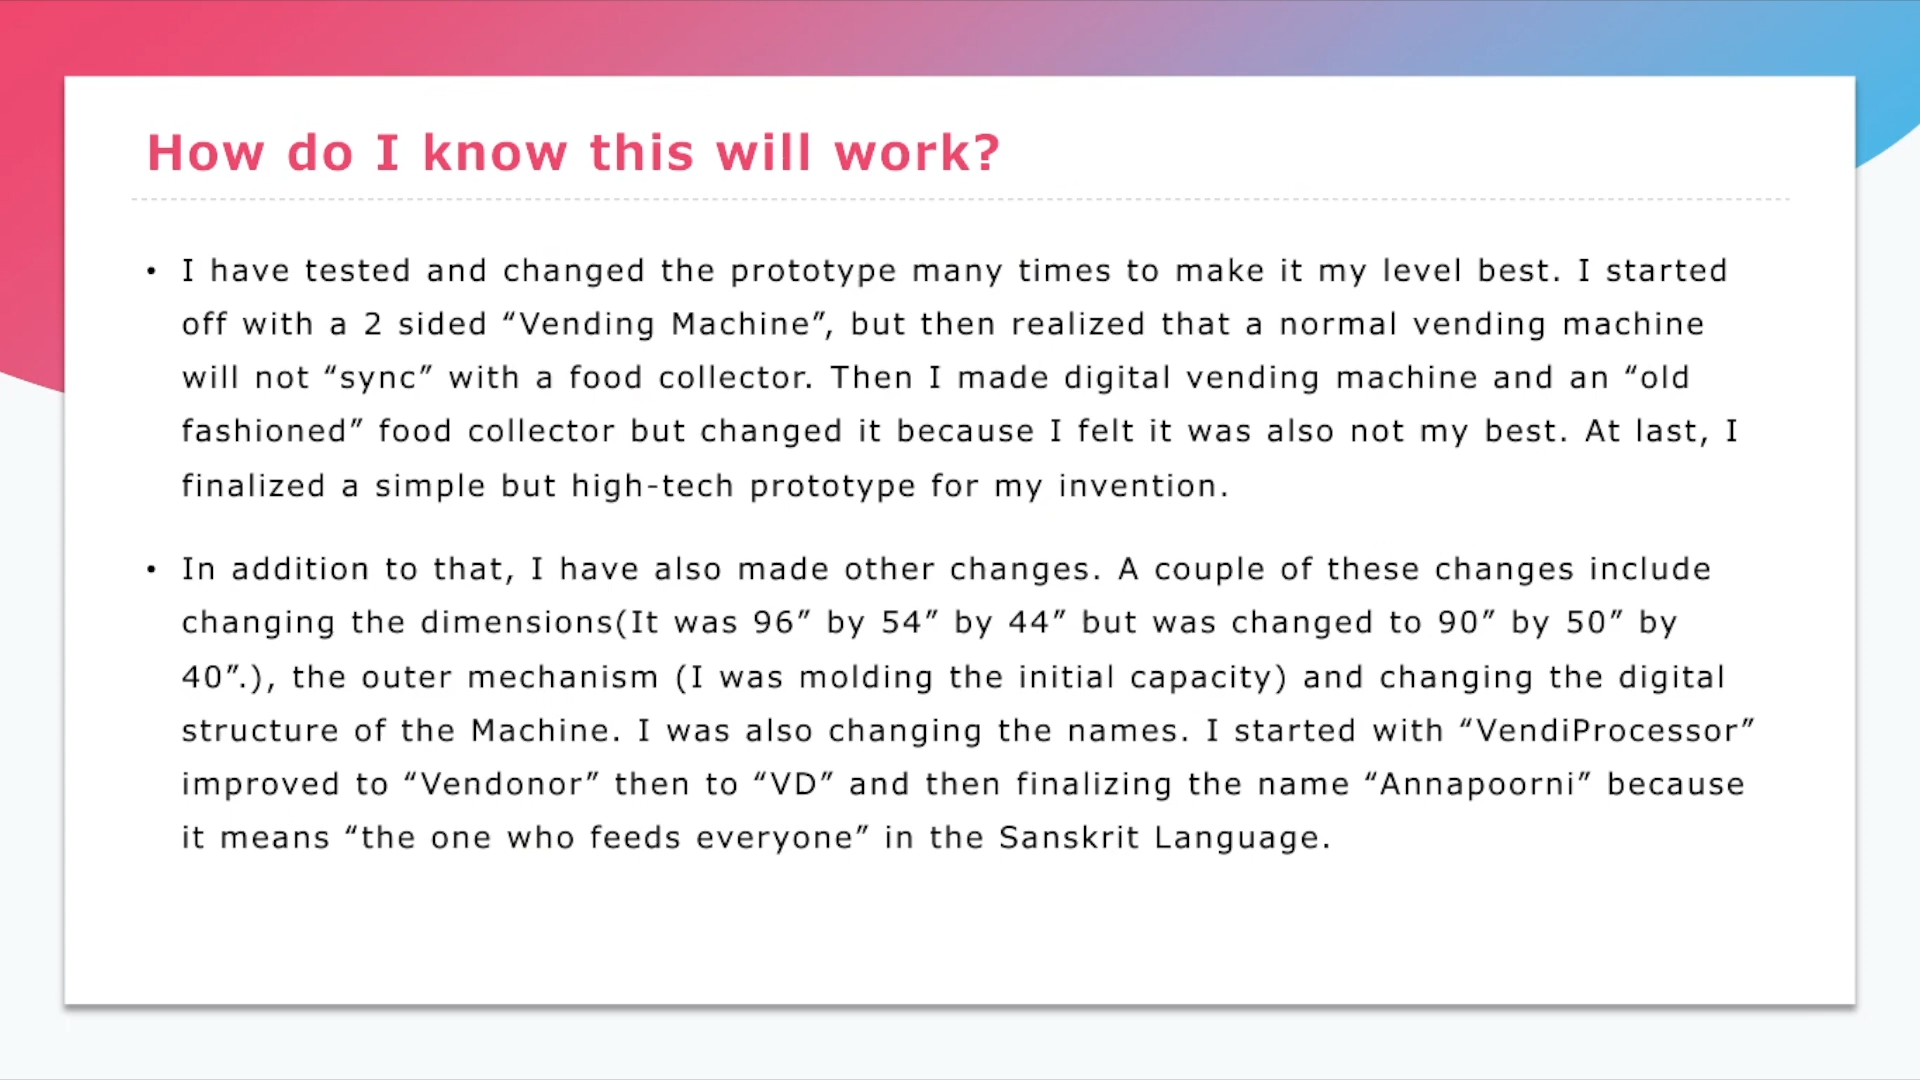 How do I know this will work?
• I have tested and changed the prototype many times to make it my level best. I started
off with a 2 sided “Vending Machine”, but then realized that a normal vending machine
will not “sync” with a food collector. Then I made digital vending machine and an “old
fashioned” food collector but changed it because I felt it was also not my best. At last, I
finalized a simple but high-tech prototype for my invention.
• In addition to that, I have also made other changes. A couple of these changes include
changing the dimensions(It was 96” by 54” by 44” but was changed to 90” by 50” by
40”.), the outer mechanism (I was molding the initial capacity) and changing the digital
structure of the Machine. I was also changing the names. I started with “VendiProcessor”
improved to “Vendonor” then to “VD” and then finalizing the name “Annapoorni” because
it means “the one who feeds everyone” in the Sanskrit Language.